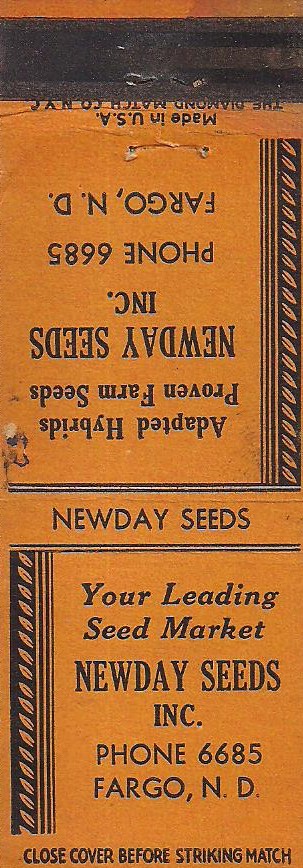 Made in U.S.A.
THE DIAMOND MATCH CO. N.Y.C.
FARGO, N. D.
PHONE 6685
INC.
NEWDAY SEEDS
Proven Farm Seeds
Adapted Hybrids
NEWDAY SEEDS
Your Leading
Seed Market
NEWDAY SEEDS
INC.
PHONE 6685
FARGO, N. D.
CLOSE COVER BEFORE STRIKING MATCH